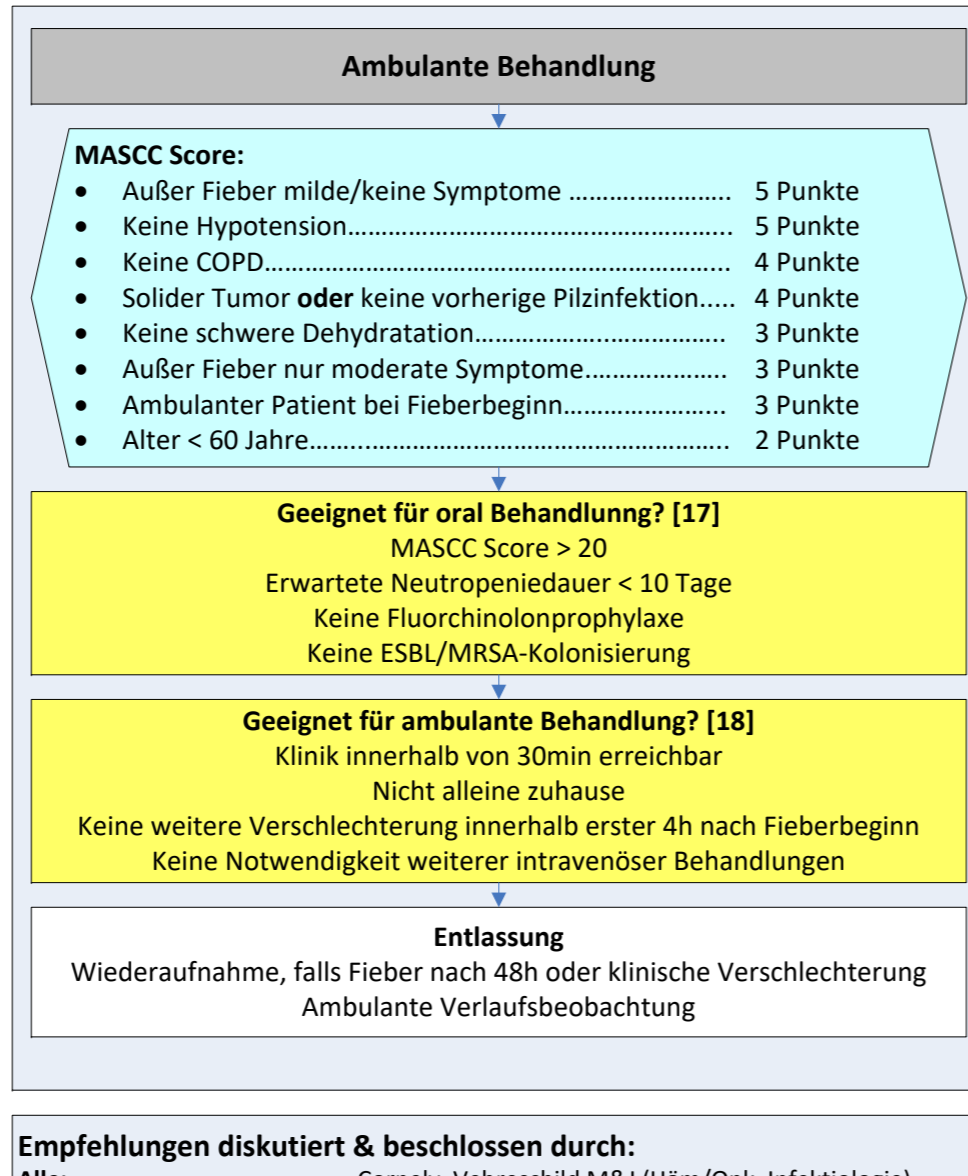 Ambulante Behandlung
MASCC Score:
• Außer Fieber milde/keine Symptome ……………………….. 5 Punkte
• Keine Hypotension………………………………………………….. 5 Punkte
• Keine COPD……………………………………………………………... 4 Punkte
• Solider Tumor oder keine vorherige Pilzinfektion..... 4 Punkte
• Keine schwere Dehydratation………………………………….. 3 Punkte
• Außer Fieber nur moderate Symptome………………….. 3 Punkte
• Ambulanter Patient bei Fieberbeginn……………………... 3 Punkte
• Alter < 60 Jahre……………………………………………………….. 2 Punkte
Geeignet für oral Behandlunng? [17]
MASCC Score > 20
Erwartete Neutropeniedauer < 10 Tage
Keine Fluorchinolonprophylaxe
Keine ESBL/MRSA-Kolonisierung
Geeignet für ambulante Behandlung? [18]
Klinik innerhalb von 30min erreichbar
Nicht alleine zuhause
Keine weitere Verschlechterung innerhalb erster 4h nach Fieberbeginn
Keine Notwendigkeit weiterer intravenöser Behandlungen
Entlassung
Wiederaufnahme, falls Fieber nach 48h oder klinische Verschlechterung
Ambulante Verlaufsbeobachtung
Empfehlungen diskutiert & beschlossen durch: